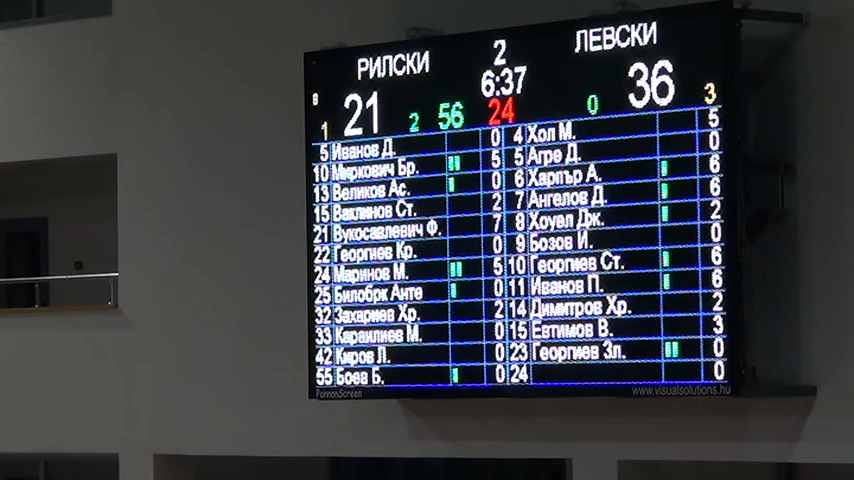 РИЛСКИ 2 ЛЕВСКИ
6:37
8 21 36
1 2 56 24 0 3
5 Иванов Д. 0 4 Хол М. 5
10 Миркович Бр. 5 5 Агре Д. 0
13 Великов Ас. 0 6 Харпър А. 6
15 Ваклинов Ст. 2 7 Ангелов Д. 6
21 Вукосавлевич Ф. 7 8 Хоуел Дж. 2
22 Георгиев Кр. 0 9 Бозов И. 0
24 Маринов М. 5 10 Георгиев Ст. 6
25 Билобрк Анте 0 11 Иванов П. 6
32 Захариев Хр. 2 14 Димитров Хр. 2
33 Караилиев М. 0 15 Евтимов В. 3
42 Киров Л. 0 23 Георгиев Зл. 0
55 Боев Б. 0 24 0
PannonScreen www.visualsolutions.hu